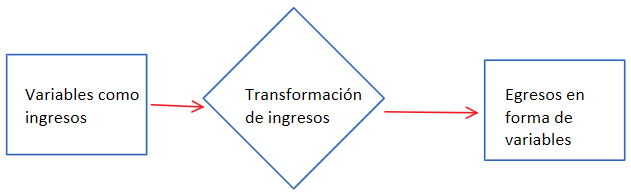 Variables como
ingresos
Transformación
de ingresos
Egresos en
forma de
variables